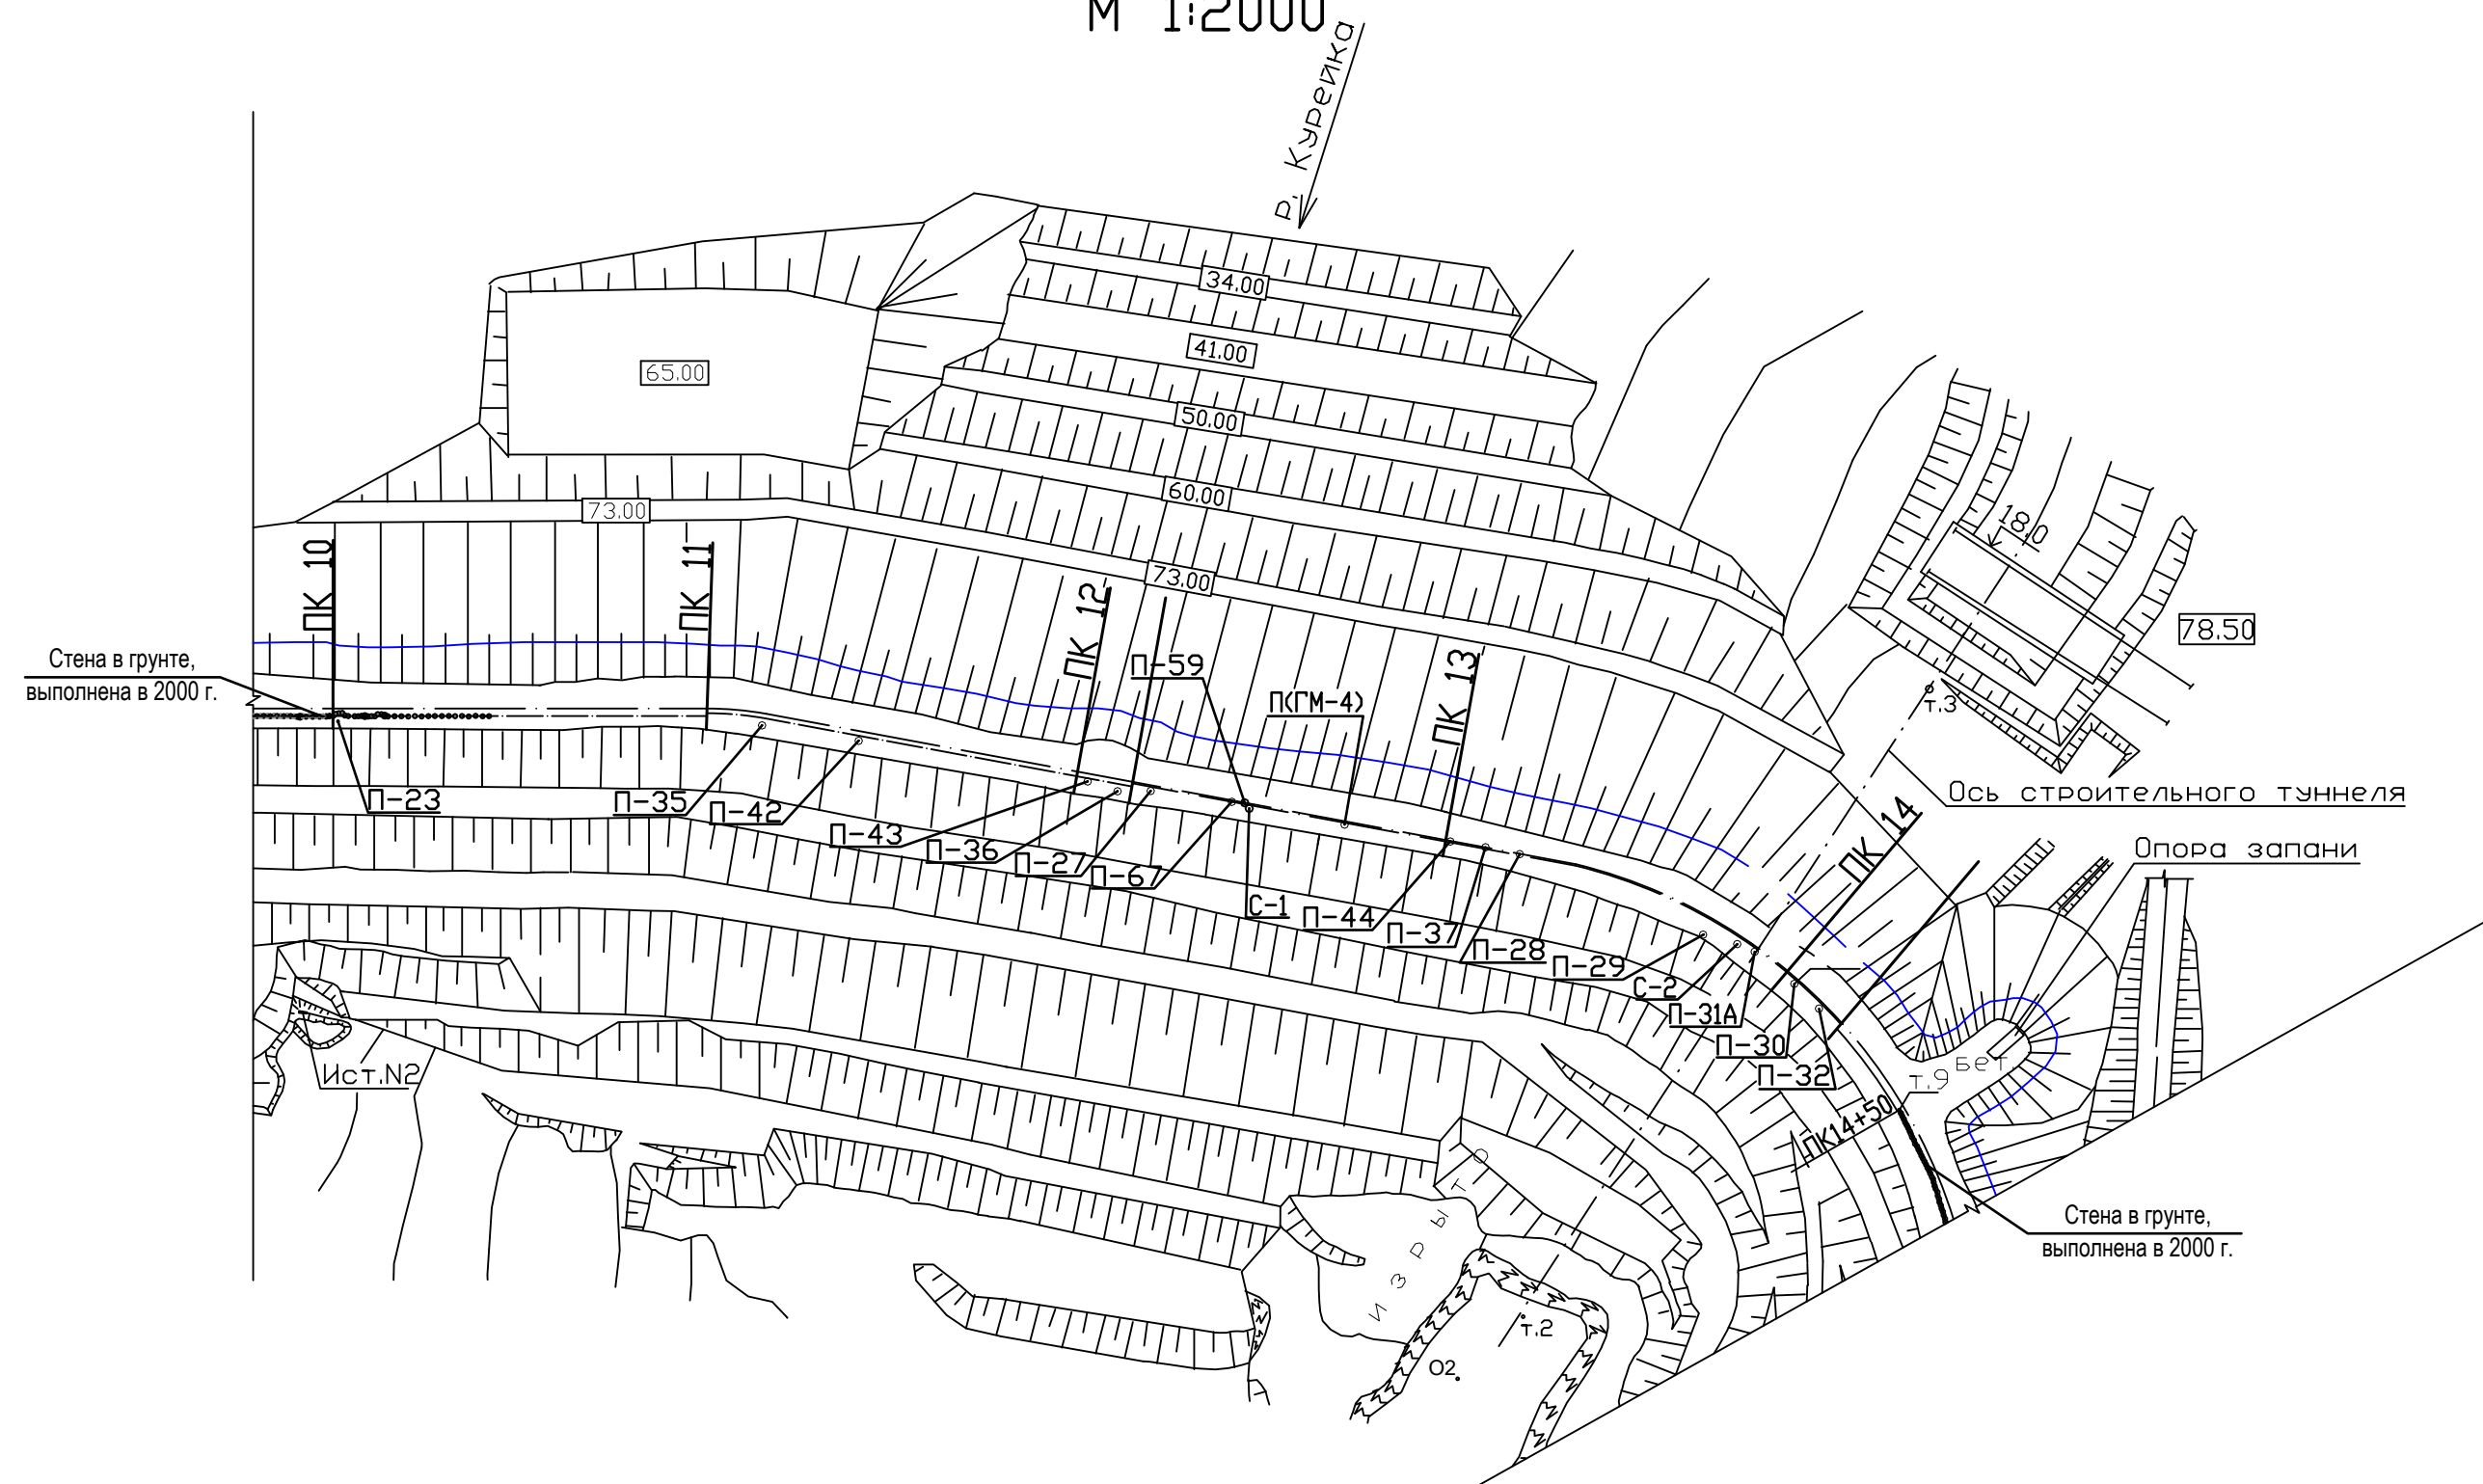 М 1:2000
р. Курейка
34.00
41.00
65.00
50.00
60.00
73.00
73.00
18.0
78.50
ПК 10
ПК 11
ПК 12
ПК 13
ПК 14
ПК14+50
Стена в грунте,
выполнена в 2000 г.
П-59
П(ГМ-4)
т.3
Ось строительного туннеля
Опора запани
П-23
П-35
П-42
П-43
П-36
П-27
П-67
С-1
П-44
П-37
П-28
П-29
С-2
П-31А
П-30
П-32
Ист.N2
т.9
Бет.
Стена в грунте,
выполнена в 2000 г.
ИЗРЫТО
т.2
О2